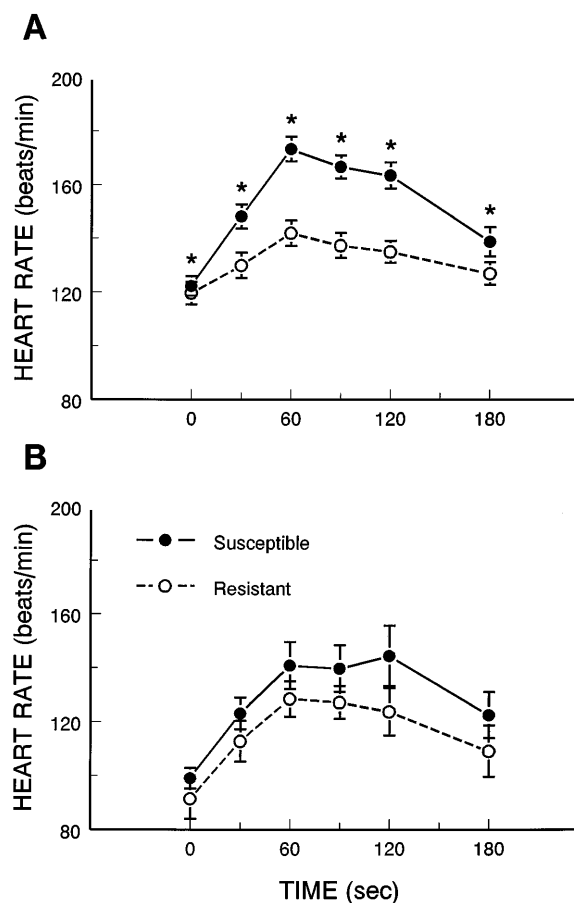 A
HEART RATE (beats/min)
200
160
120
80
* * * * * *
0 60 120 180
B
HEART RATE (beats/min)
200
160
120
80
Susceptible
Resistant
0 60 120 180
TIME (sec)